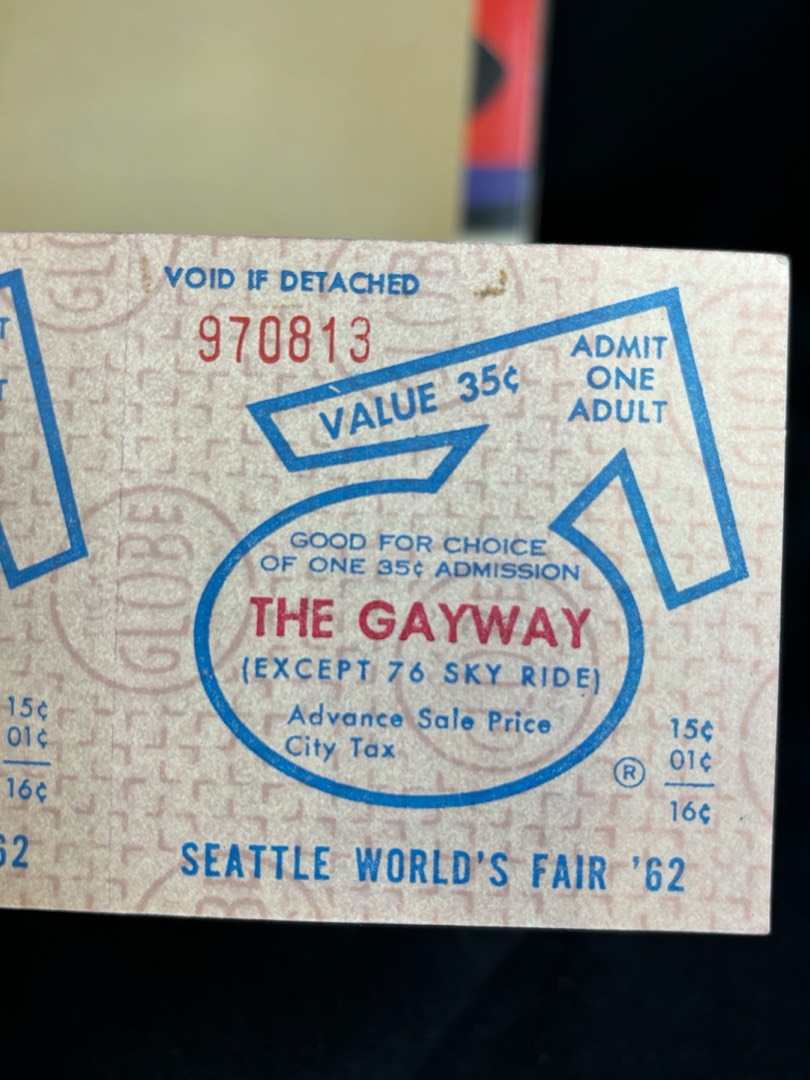 VOID IF DETACHED
970813
VALUE 35¢
ADMIT
ONE
ADULT
GOOD FOR CHOICE
OF ONE 35¢ ADMISSION
THE GAYWAY
(EXCEPT 76 SKY RIDE)
Advance Sale Price 15¢
City Tax 01¢
® 16¢
SEATTLE WORLD'S FAIR '62
T
T
15¢
01¢
16¢
62
GLOBE
GLOBE